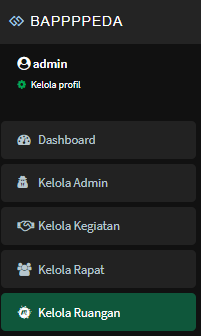 BAPPPPEDA
admin
Kelola profil
Dashboard
Kelola Admin
Kelola Kegiatan
Kelola Rapat
Kelola Ruangan